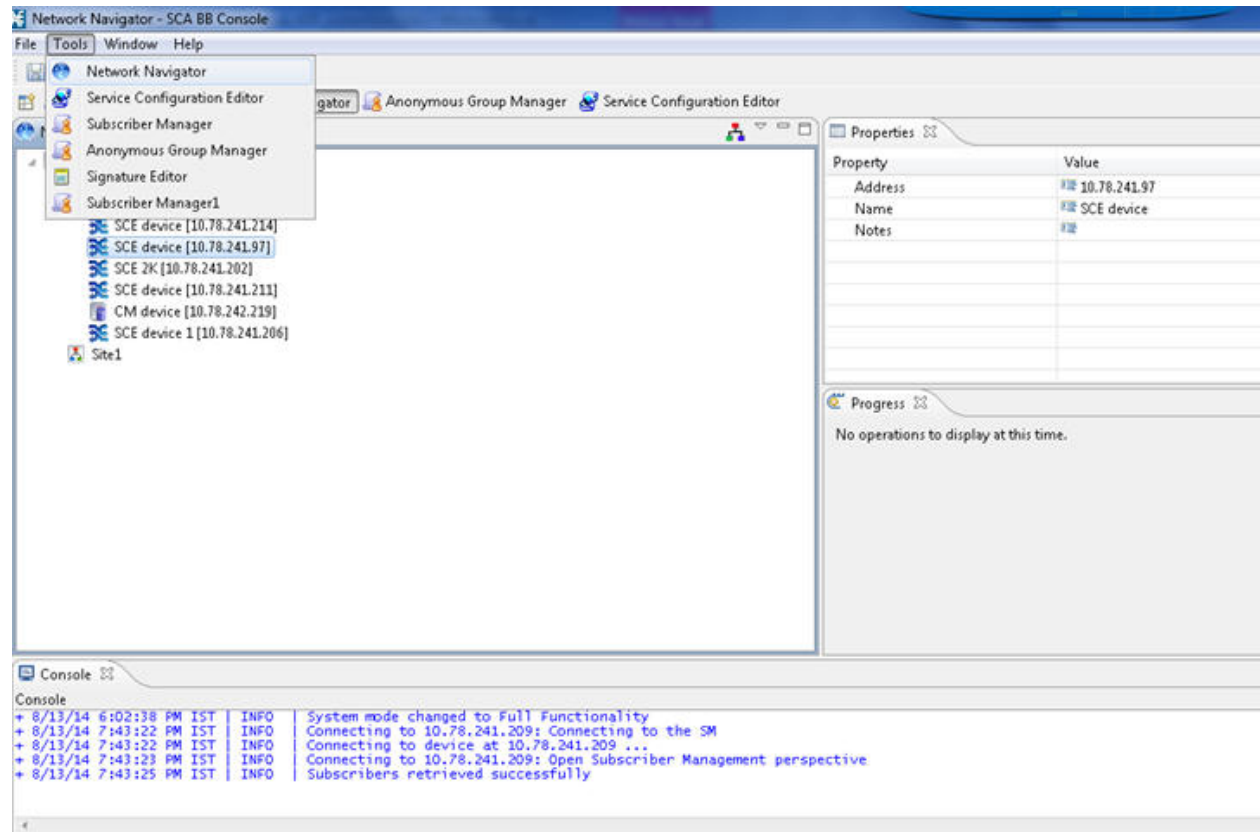 Network Navigator - SCA BB Console
File Tools Window Help
Network Navigator
Service Configuration Editor
Subscriber Manager
Anonymous Group Manager
Signature Editor
Subscriber Manager1
gator Anonymous Group Manager Service Configuration Editor
SCE device [10.78.241.214]
SCE device [10.78.241.97]
SCE 2K [10.78.241.202]
SCE device [10.78.241.211]
CM device [10.78.242.219]
SCE device 1 [10.78.241.206]
Site1
Properties
Property Value
Address 10.78.241.97
Name SCE device
Notes
Progress
No operations to display at this time.
Console
Console
+ 8/13/14 6:02:38 PM IST | INFO | System mode changed to Full Functionality
+ 8/13/14 7:43:22 PM IST | INFO | Connecting to 10.78.241.209: Connecting to the SM
+ 8/13/14 7:43:22 PM IST | INFO | Connecting to device at 10.78.241.209 ...
+ 8/13/14 7:43:23 PM IST | INFO | Connecting to 10.78.241.209: Open Subscriber Management perspective
+ 8/13/14 7:43:25 PM IST | INFO | Subscribers retrieved successfully